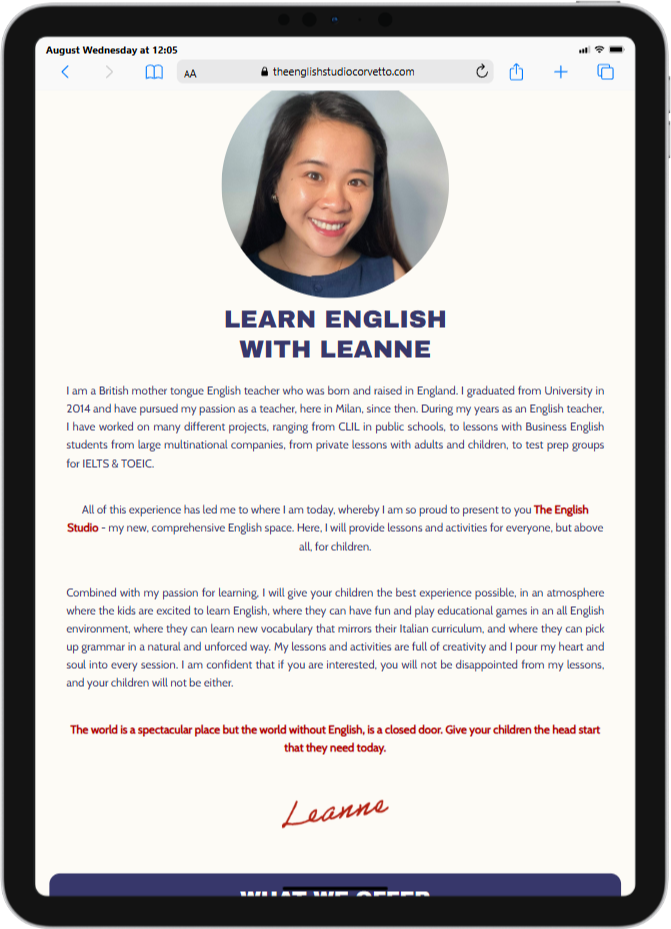 August Wednesday at 12:05
AA
theenglishstudiocorvetto.com
LEARN ENGLISH
WITH LEANNE
I am a British mother tongue English teacher who was born and raised in England. I graduated from University in
2014 and have pursued my passion as a teacher, here in Milan, since then. During my years as an English teacher,
I have worked on many different projects, ranging from CLIL in public schools, to lessons with Business English
students from large multinational companies, from private lessons with adults and children, to test prep groups
for IELTS & TOEIC.
All of this experience has led me to where I am today, whereby I am so proud to present to you The English
Studio - my new, comprehensive English space. Here, I will provide lessons and activities for everyone, but above
all, for children.
Combined with my passion for learning, I will give your children the best experience possible, in an atmosphere
where the kids are excited to learn English, where they can have fun and play educational games in an all English
environment, where they can learn new vocabulary that mirrors their Italian curriculum, and where they can pick
up grammar in a natural and unforced way. My lessons and activities are full of creativity and I pour my heart and
soul into every session. I am confident that if you are interested, you will not be disappointed from my lessons,
and your children will not be either.
The world is a spectacular place but the world without English, is a closed door. Give your children the head start
that they need today.
Leanne
WHAT WE OFFER